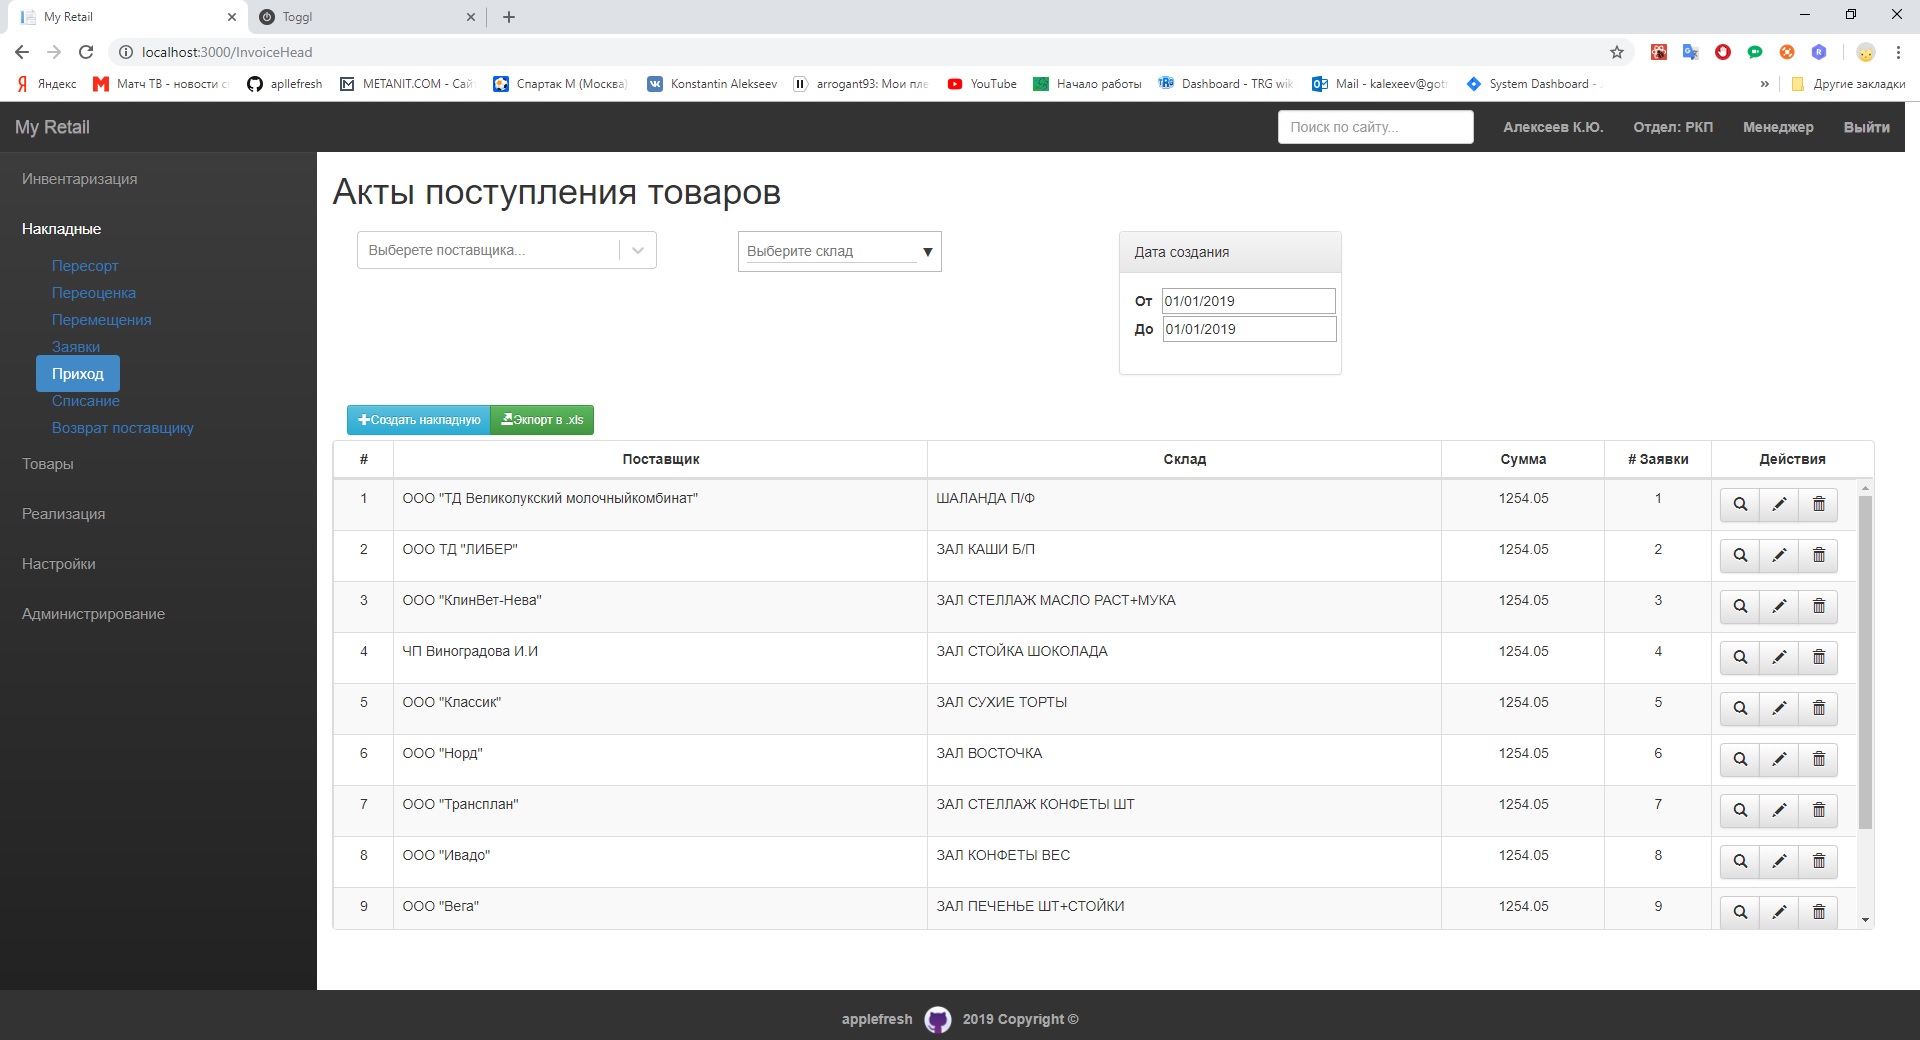 My Retail
Toggl
localhost:3000/InvoiceHead
Яндекс
Матч ТВ - новости с
apllefresh
METANIT.COM - Сай
Спартак М (Москва)
Konstantin Alekseev
arrogant93: Мои пле
YouTube
Начало работы
Dashboard - TRG wik
Mail - kalexeev@gotr
System Dashboard -
»
Другие закладки
My Retail
Поиск по сайту...
Алексеев К.Ю.
Отдел: РКП
Менеджер
Выйти
Инвентаризация
Накладные
Пересорт
Переоценка
Перемещения
Заявки
Приход
Списание
Возврат поставщику
Товары
Реализация
Настройки
Администрирование
Акты поступления товаров
Выберете поставщика...
Выберите склад
Дата создания
От 01/01/2019
До 01/01/2019
Создать накладную
Экпорт в .xls
# Поставщик Склад Сумма # Заявки Действия
1 ООО "ТД Великолукский молочныйкомбинат" ШАЛАНДА П/Ф 1254.05 1
2 ООО ТД "ЛИБЕР" ЗАЛ КАШИ Б/П 1254.05 2
3 ООО "КлинВет-Нева" ЗАЛ СТЕЛЛАЖ МАСЛО РАСТ+МУКА 1254.05 3
4 ЧП Виноградова И.И ЗАЛ СТОЙКА ШОКОЛАДА 1254.05 4
5 ООО "Классик" ЗАЛ СУХИЕ ТОРТЫ 1254.05 5
6 ООО "Норд" ЗАЛ ВОСТОЧКА 1254.05 6
7 ООО "Трансплан" ЗАЛ СТЕЛЛАЖ КОНФЕТЫ ШТ 1254.05 7
8 ООО "Ивадо" ЗАЛ КОНФЕТЫ ВЕС 1254.05 8
9 ООО "Вега" ЗАЛ ПЕЧЕНЬЕ ШТ+СТОЙКИ 1254.05 9
applefresh 2019 Copyright ©